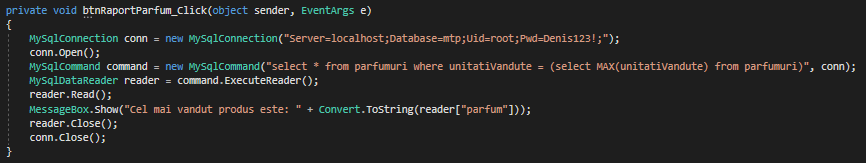 private void btnRaportParfum_Click(object sender, EventArgs e)
{
MySqlConnection conn = new MySqlConnection("Server=localhost;Database=mtp;Uid=root;Pwd=Denis123!;");
conn.Open();
MySqlCommand command = new MySqlCommand("select * from parfumuri where unitatiVandute = (select MAX(unitatiVandute) from parfumuri)", conn);
MySqlDataReader reader = command.ExecuteReader();
reader.Read();
MessageBox.Show("Cel mai vandut produs este: " + Convert.ToString(reader["parfum"]));
reader.Close();
conn.Close();
}